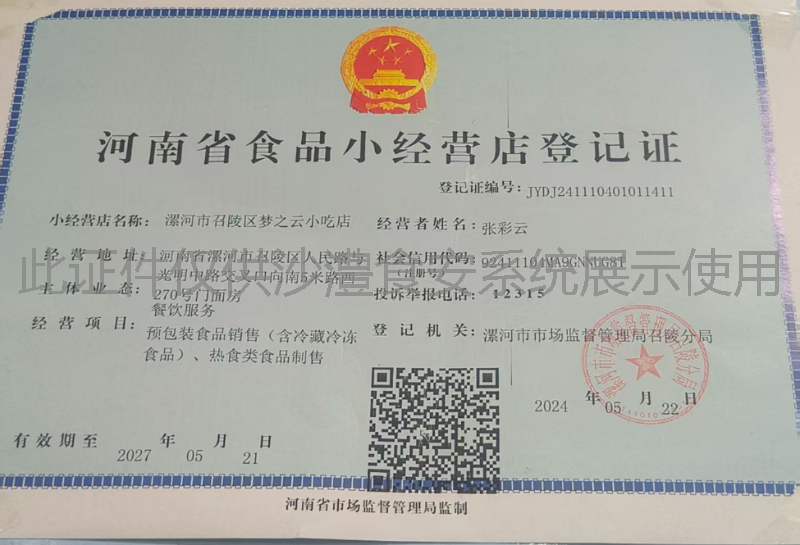 河南省食品小经营店登记证
登记证编号: JYDJ241110401011411
小经营店名称: 漯河市召陵区梦之云小吃店
经营者姓名: 张彩云
经营地址: 河南省漯河市召陵区人民路与
光明中路交叉口向南5米路西
270号门面房
社会信用代码:
(注册号)
92411104MA9GNNUG8T
主体业态: 餐饮服务
投诉举报电话: 12315
经营项目: 预包装食品销售（含冷藏冷冻
食品）、热食类食品制售
登记机关: 漯河市市场监督管理局召陵分局
2024 年 05 月 22 日
有效期至 2027 年 05 月 21 日
河南省市场监督管理局监制
此证件仅供沙澧食专系统展示使用